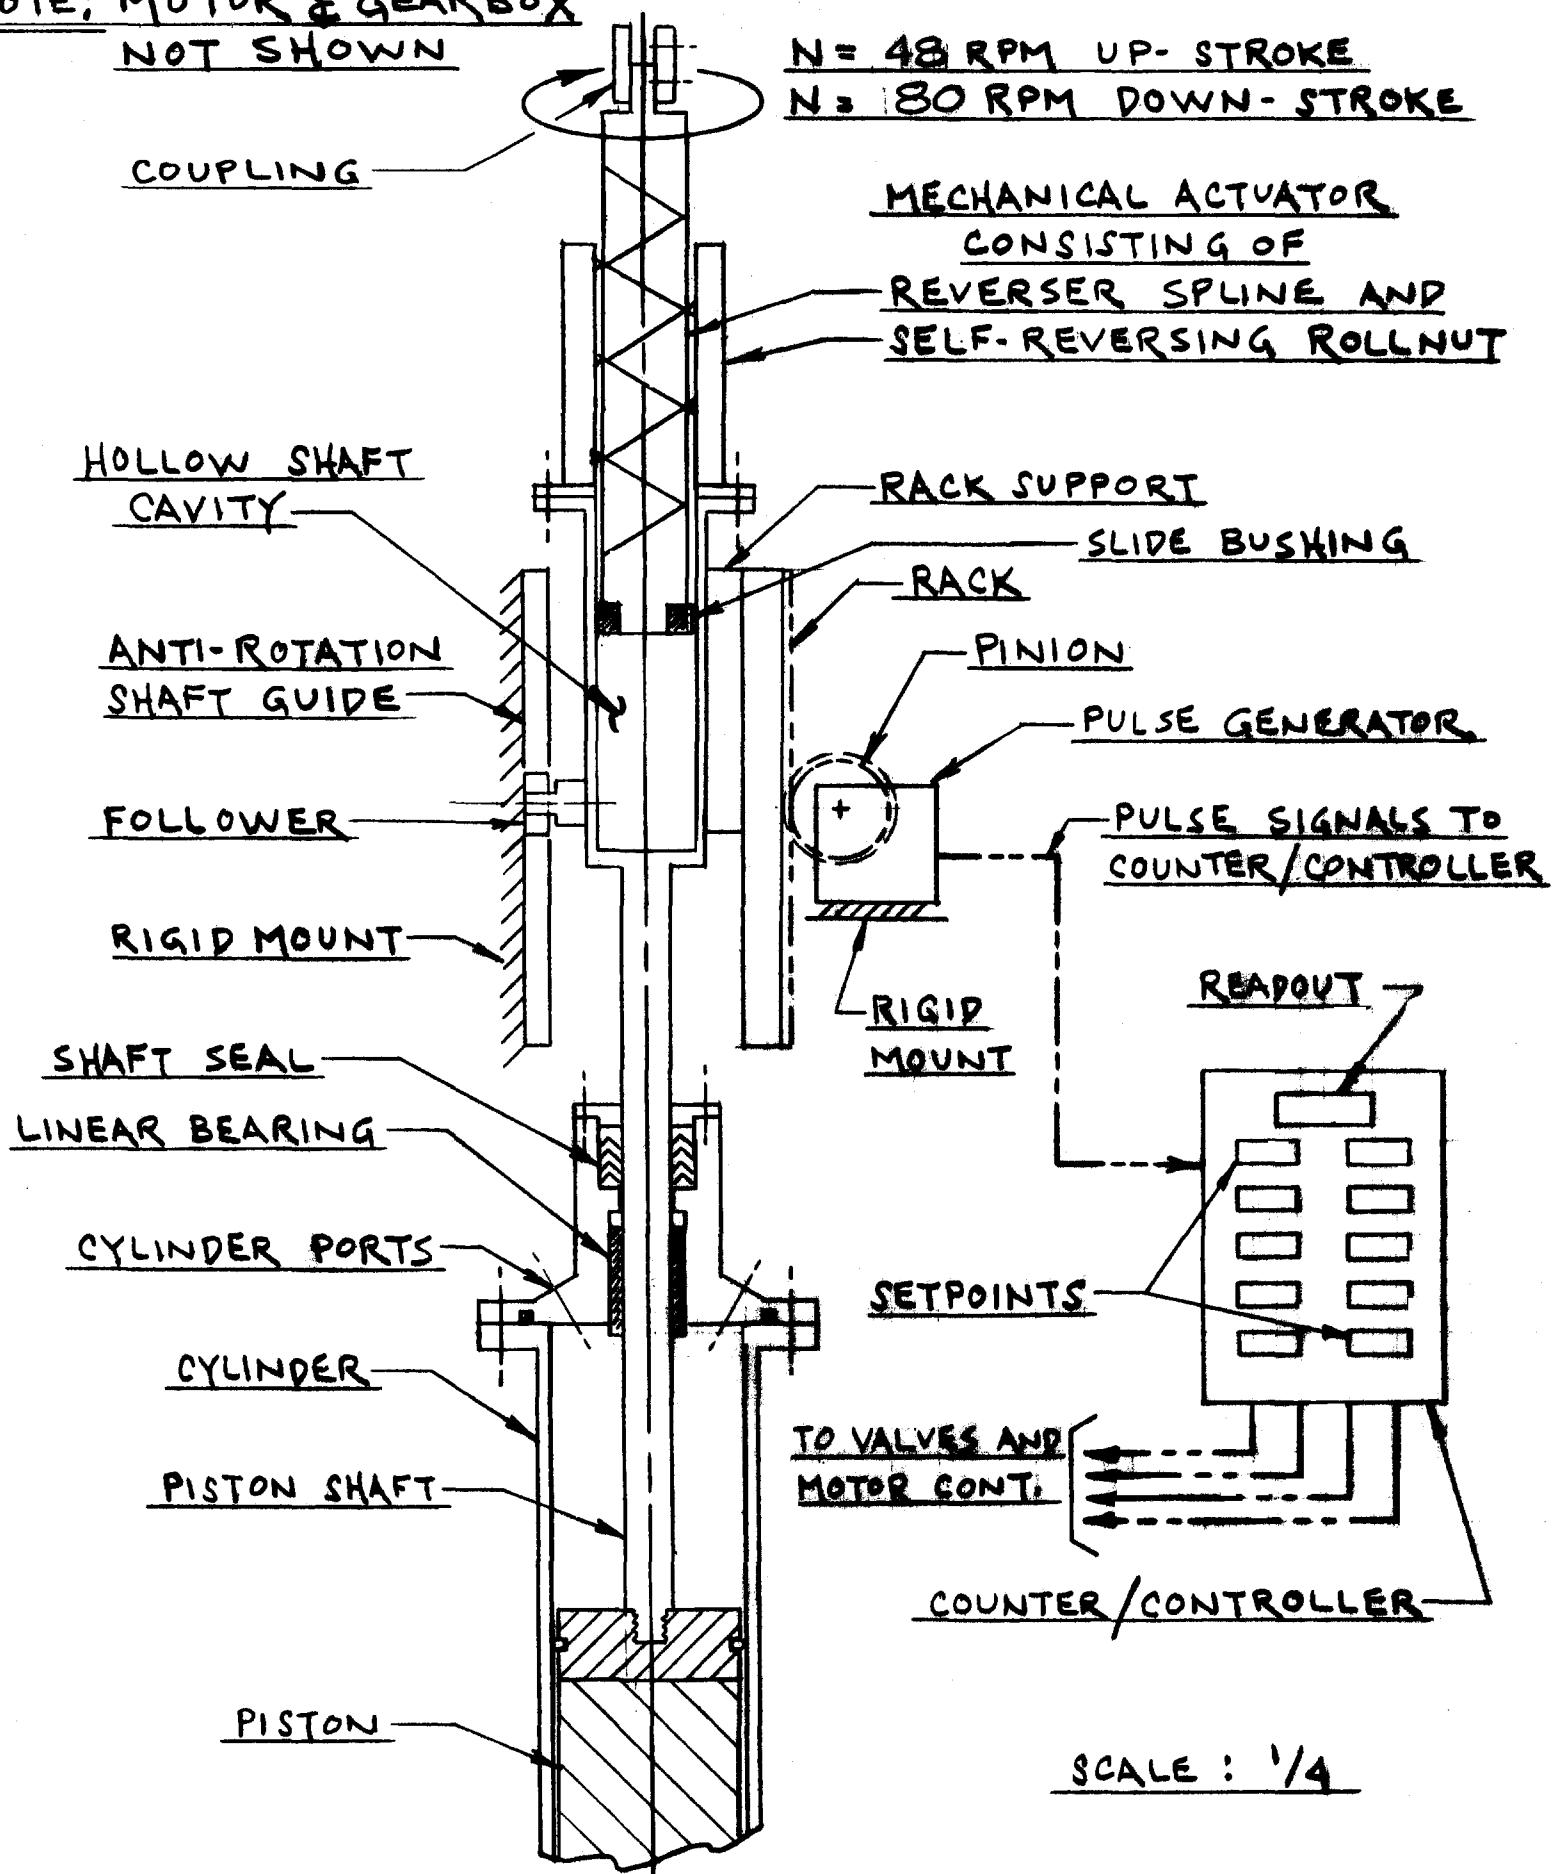 NOTE: MOTOR & GEARBOX
NOT SHOWN
N = 48 RPM UP-STROKE
N = 80 RPM DOWN-STROKE
COUPLING
MECHANICAL ACTUATOR
CONSISTING OF
REVERSER SPLINE AND
SELF-REVERSING ROLLNUT
HOLLOW SHAFT
CAVITY
RACK SUPPORT
SLIDE BUSHING
RACK
ANTI-ROTATION
SHAFT GUIDE
PINION
PULSE GENERATOR
FOLLOWER
PULSE SIGNALS TO
COUNTER/CONTROLLER
RIGID MOUNT
READOUT
RIGID
MOUNT
SHAFT SEAL
LINEAR BEARING
CYLINDER PORTS
SETPOINTS
CYLINDER
TO VALVES AND
MOTOR CONT.
PISTON SHAFT
COUNTER/CONTROLLER
PISTON
SCALE : 1/4